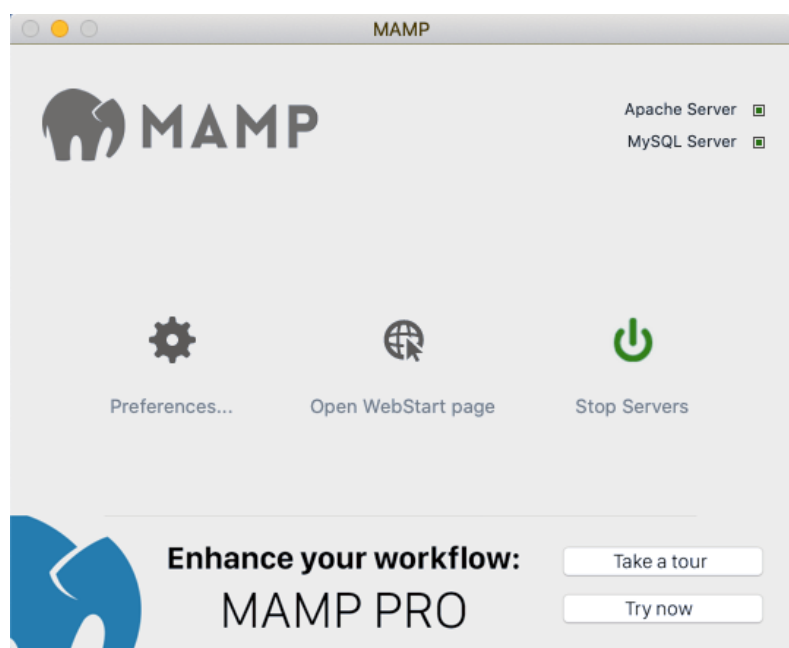 MAMP
MAMP
Apache Server
MySQL Server
Preferences...
Open WebStart page
Stop Servers
Enhance your workflow:
MAMP PRO
Take a tour
Try now